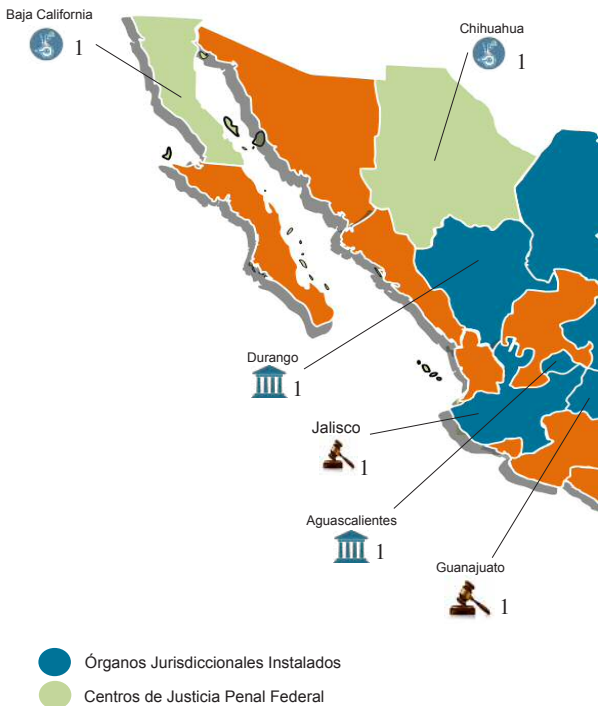 Baja California
1
Chihuahua
1
Durango
1
Jalisco
1
Aguascalientes
1
Guanajuato
1
Órganos Jurisdiccionales Instalados
Centros de Justicia Penal Federal